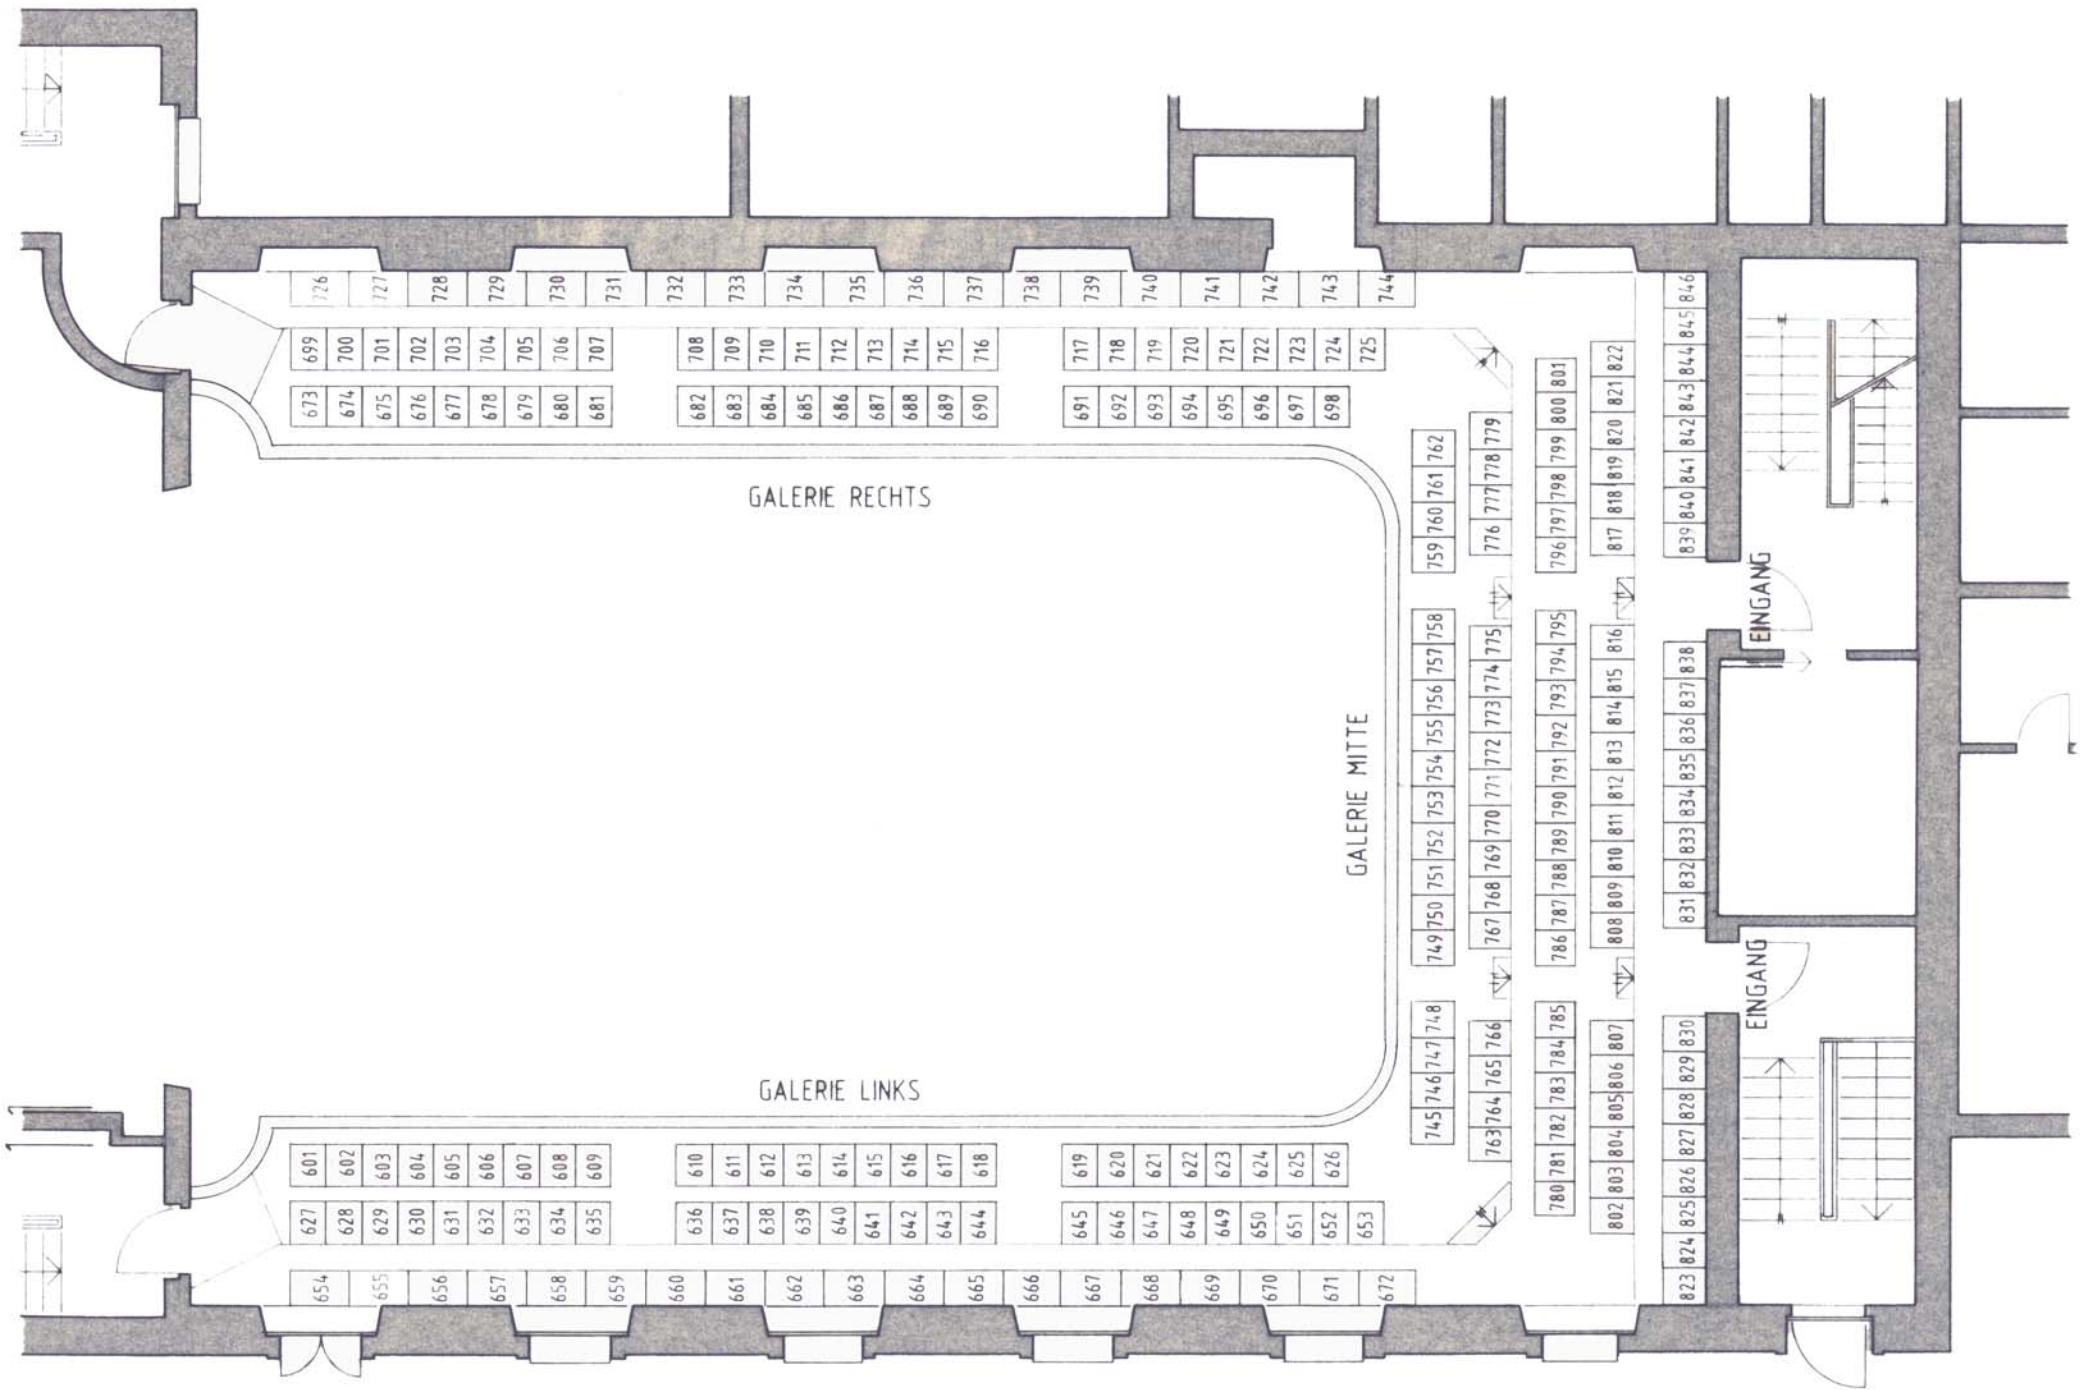 726 727 728 729 730 731 732 733 734 735 736 737 738 739 740 741 742 743 744
699 700 701 702 703 704 705 706 707 708 709 710 711 712 713 714 715 716 717 718 719 720 721 722 723 724 725
673 674 675 676 677 678 679 680 681 682 683 684 685 686 687 688 689 690 691 692 693 694 695 696 697 698
GALERIE RECHTS
GALERIE MITTE
745 746 747 748 749 750 751 752 753 754 755 756 757 758 759 760 761 762
763 764 765 766 767 768 769 770 771 772 773 774 775 776 777 778 779
780 781 782 783 784 785 786 787 788 789 790 791 792 793 794 795 796 797 798 799 800 801
802 803 804 805 806 807 808 809 810 811 812 813 814 815 816 817 818 819 820 821 822
823 824 825 826 827 828 829 830 831 832 833 834 835 836 837 838 839 840 841 842 843 844 845 846
EINGANG
EINGANG
GALERIE LINKS
601 602 603 604 605 606 607 608 609 610 611 612 613 614 615 616 617 618 619 620 621 622 623 624 625 626
627 628 629 630 631 632 633 634 635 636 637 638 639 640 641 642 643 644 645 646 647 648 649 650 651 652 653
654 655 656 657 658 659 660 661 662 663 664 665 666 667 668 669 670 671 672